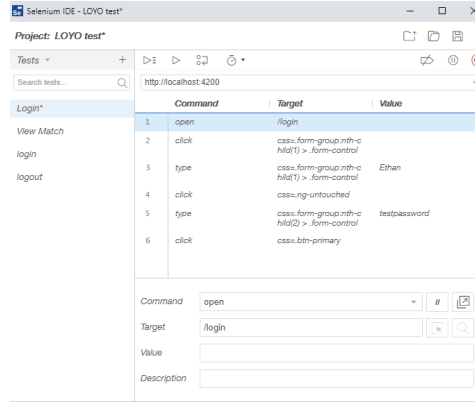 Se Selenium IDE - LOYO test*
Project: LOYO test*
Tests
Search tests...
http://localhost:4200
Login*
View Match
login
logout
Command Target Value
1 open /login
2 click css=.form-group:nth-c
hild(1) > .form-control
3 type css=.form-group:nth-c Ethan
hild(1) > .form-control
4 click css=.ng-untouched
5 type css=.form-group:nth-c testpassword
hild(2) > .form-control
6 click css=.btn-primary
Command open //
Target /login
Value
Description